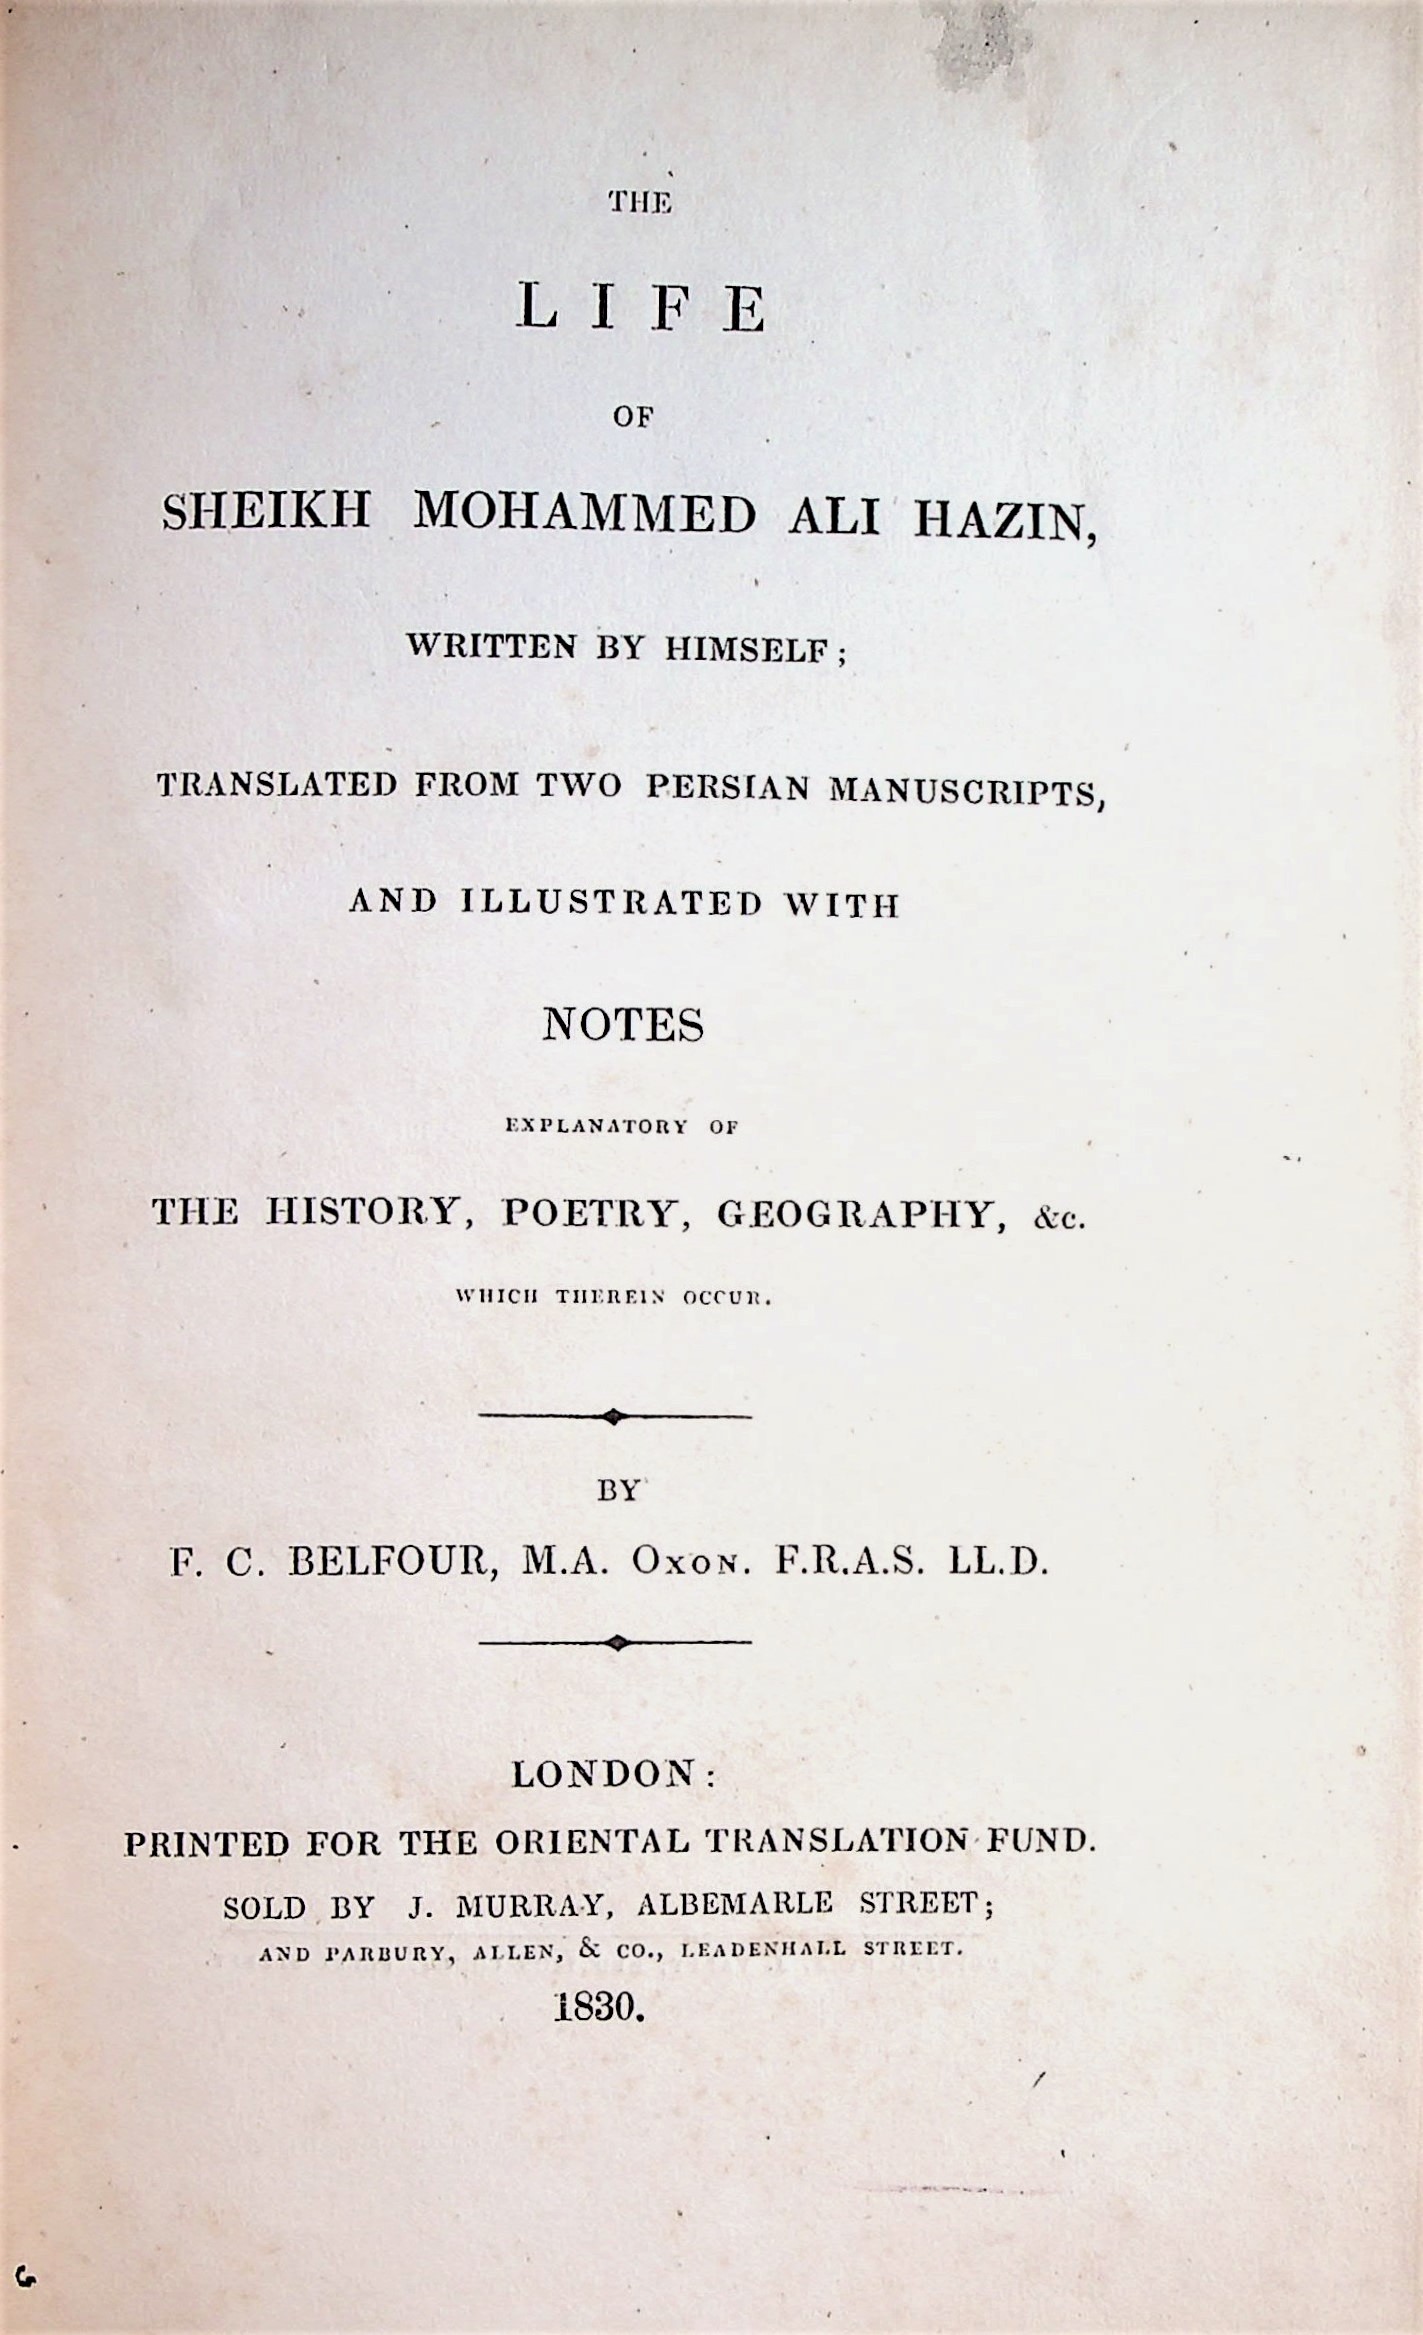 THE
LIFE
OF
SHEIKH MOHAMMED ALI HAZIN,
WRITTEN BY HIMSELF;
TRANSLATED FROM TWO PERSIAN MANUSCRIPTS,
AND ILLUSTRATED WITH
NOTES
EXPLANATORY OF
THE HISTORY, POETRY, GEOGRAPHY, &c.
WHICH THEREIN OCCUR.
BY
F. C. BELFOUR, M.A. OXON. F.R.A.S. LL.D.
LONDON:
PRINTED FOR THE ORIENTAL TRANSLATION FUND.
SOLD BY J. MURRAY, ALBEMARLE STREET;
AND PARBURY, ALLEN, & CO., LEADENHALL STREET.
1830.